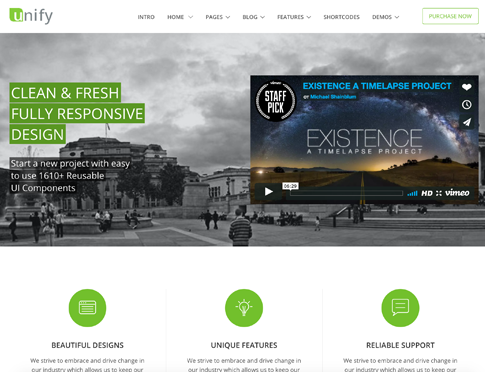 unify
INTRO
HOME
PAGES
BLOG
FEATURES
SHORTCODES
DEMOS
PURCHASE NOW
CLEAN & FRESH
FULLY RESPONSIVE
DESIGN
Start a new project with easy
to use 1610+ Reusable
UI Components
vimeo
STAFF
PICK
EXISTENCE A TIMELAPSE PROJECT
BY Michael Shainblum
EXISTENCE
A TIMELAPSE PROJECT
06:29
HD
vimeo
BEAUTIFUL DESIGNS
We strive to embrace and drive change in
our industry which allows us to keep our
UNIQUE FEATURES
We strive to embrace and drive change in
our industry which allows us to keep our
RELIABLE SUPPORT
We strive to embrace and drive change in
our industry which allows us to keep our